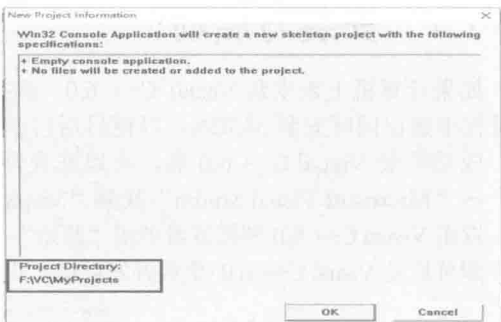 New Project Information
Win32 Console Application will create a new skeleton project with the following
specifications:
+ Empty console application.
+ No files will be created or added to the project.
Project Directory:
F:\VC\MyProjects
OK
Cancel